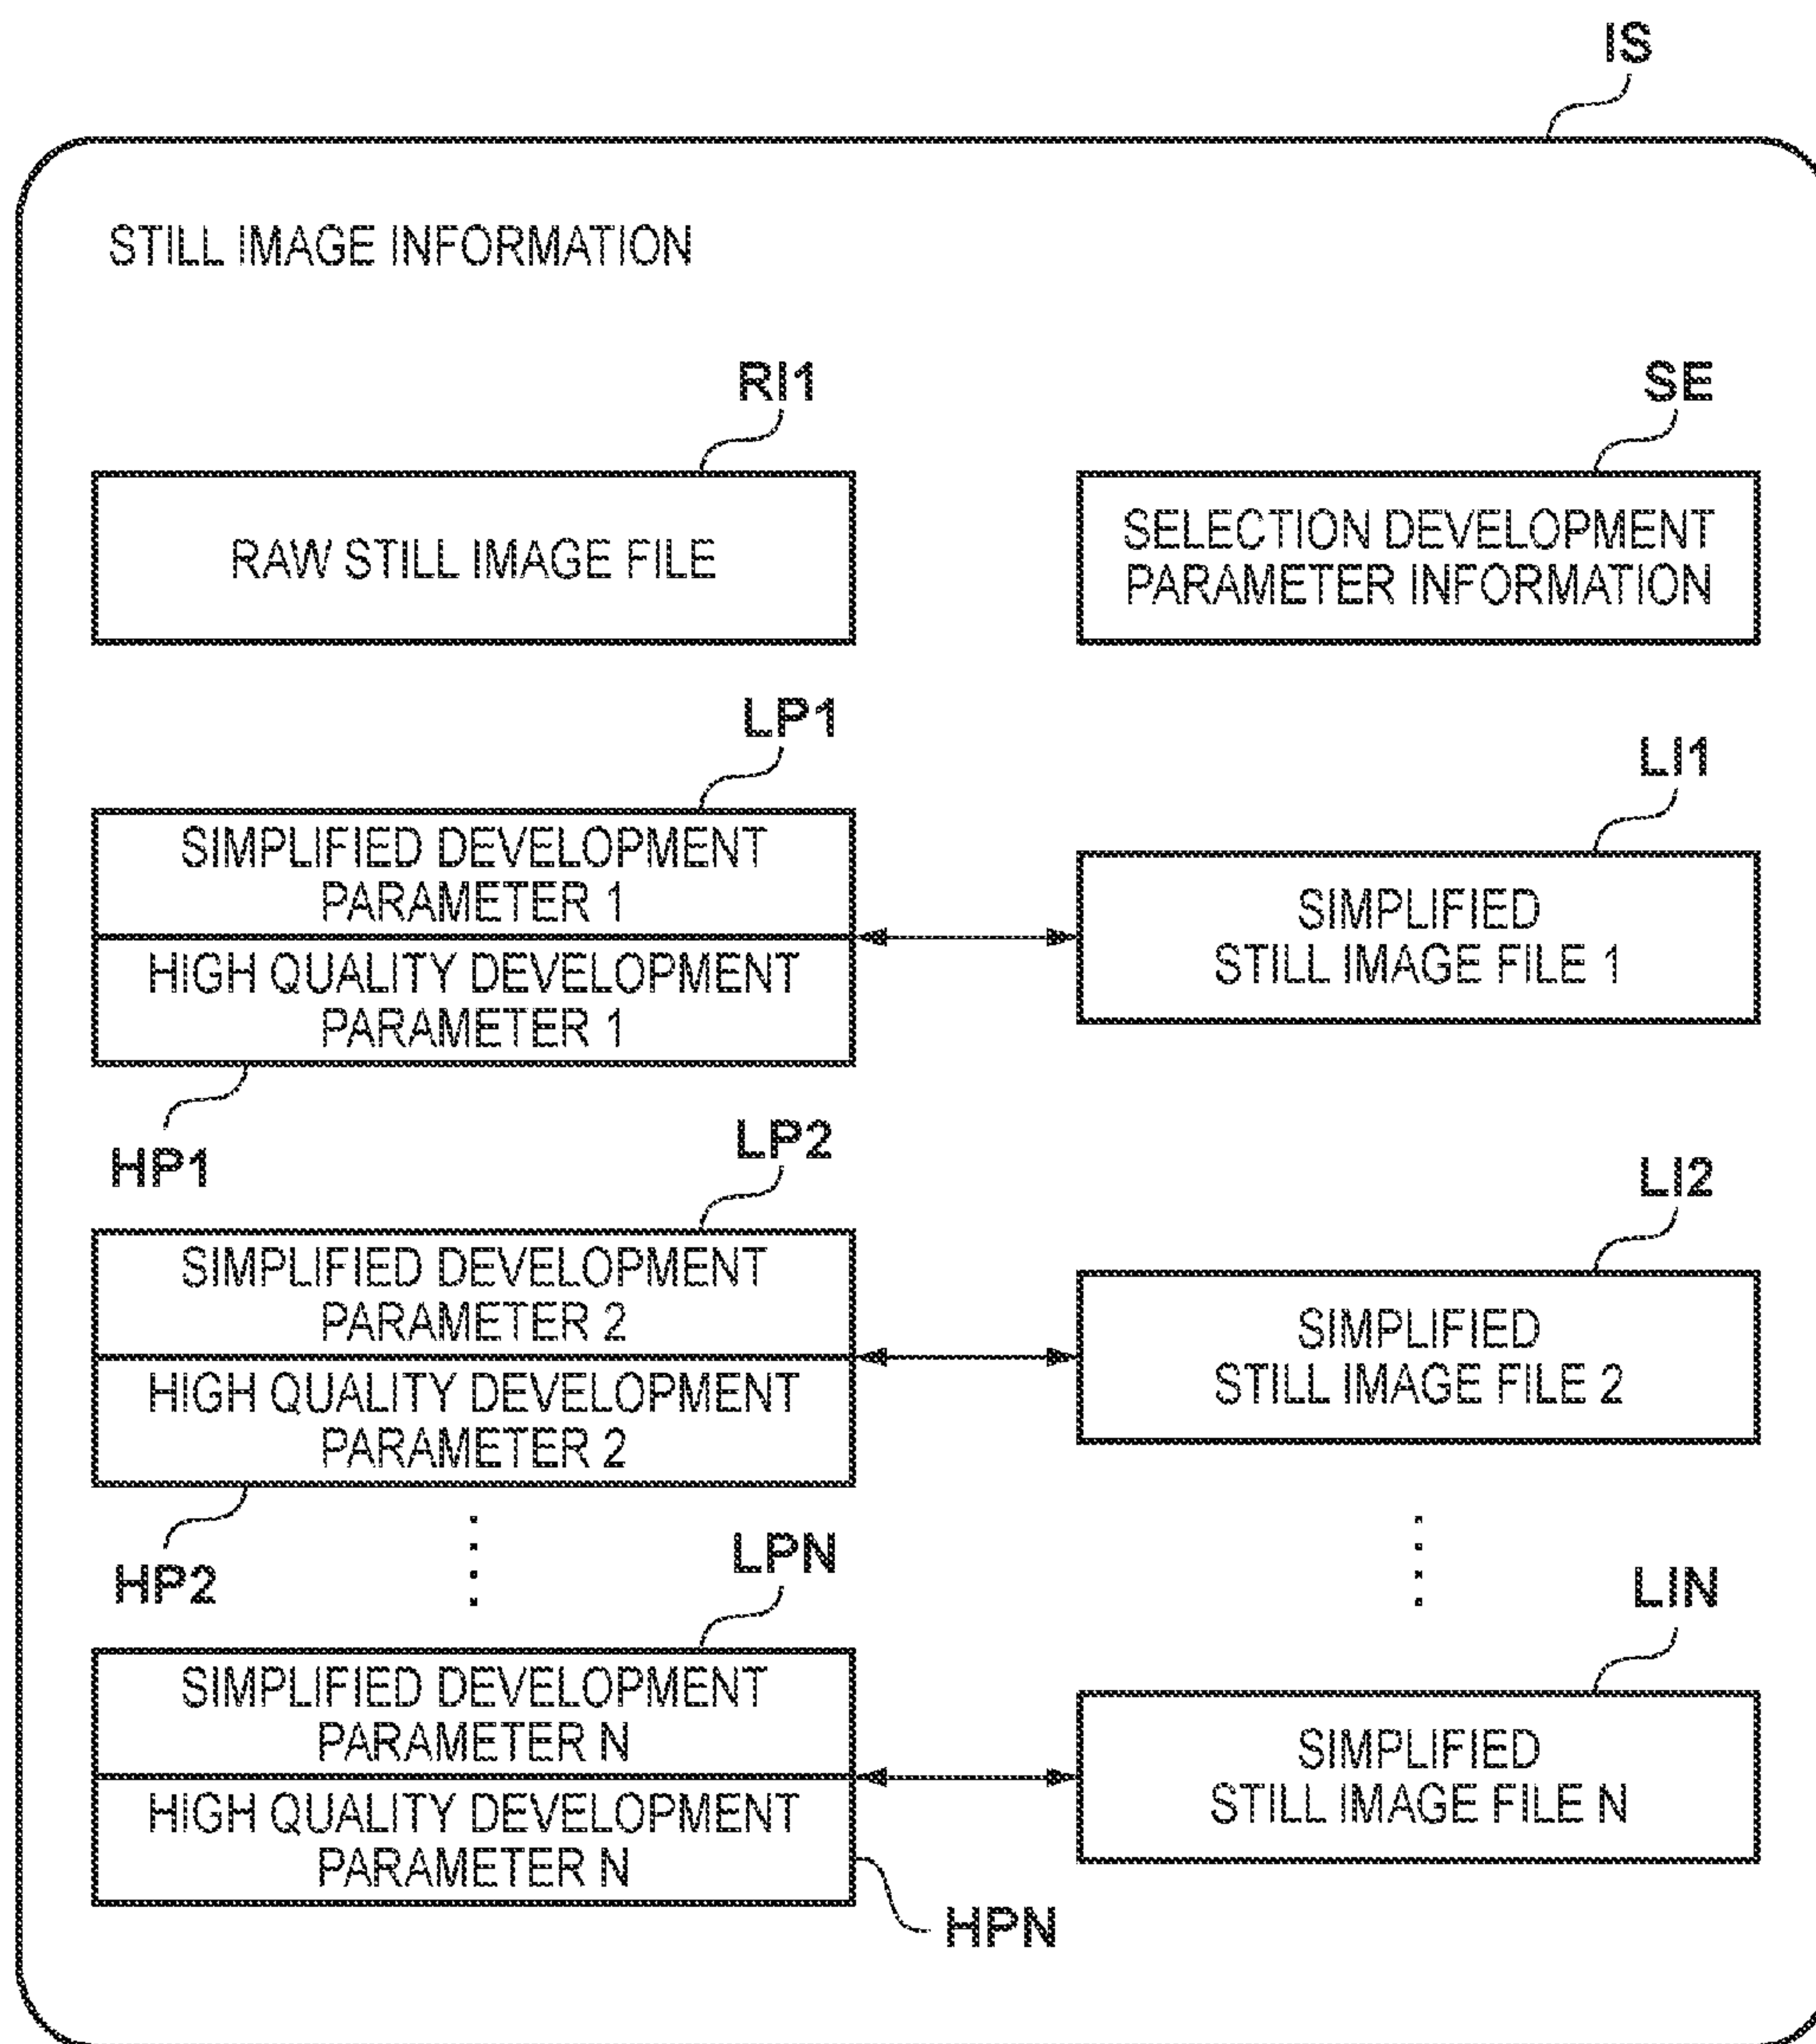 IS
STILL IMAGE INFORMATION
RI1
SE
RAW STILL IMAGE FILE
SELECTION DEVELOPMENT
PARAMETER INFORMATION
LP1
LI1
SIMPLIFIED DEVELOPMENT
PARAMETER 1
HIGH QUALITY DEVELOPMENT
PARAMETER 1
SIMPLIFIED
STILL IMAGE FILE 1
HP1
LP2
LI2
SIMPLIFIED DEVELOPMENT
PARAMETER 2
HIGH QUALITY DEVELOPMENT
PARAMETER 2
SIMPLIFIED
STILL IMAGE FILE 2
HP2
LPN
LIN
SIMPLIFIED DEVELOPMENT
PARAMETER N
HIGH QUALITY DEVELOPMENT
PARAMETER N
SIMPLIFIED
STILL IMAGE FILE N
HPN